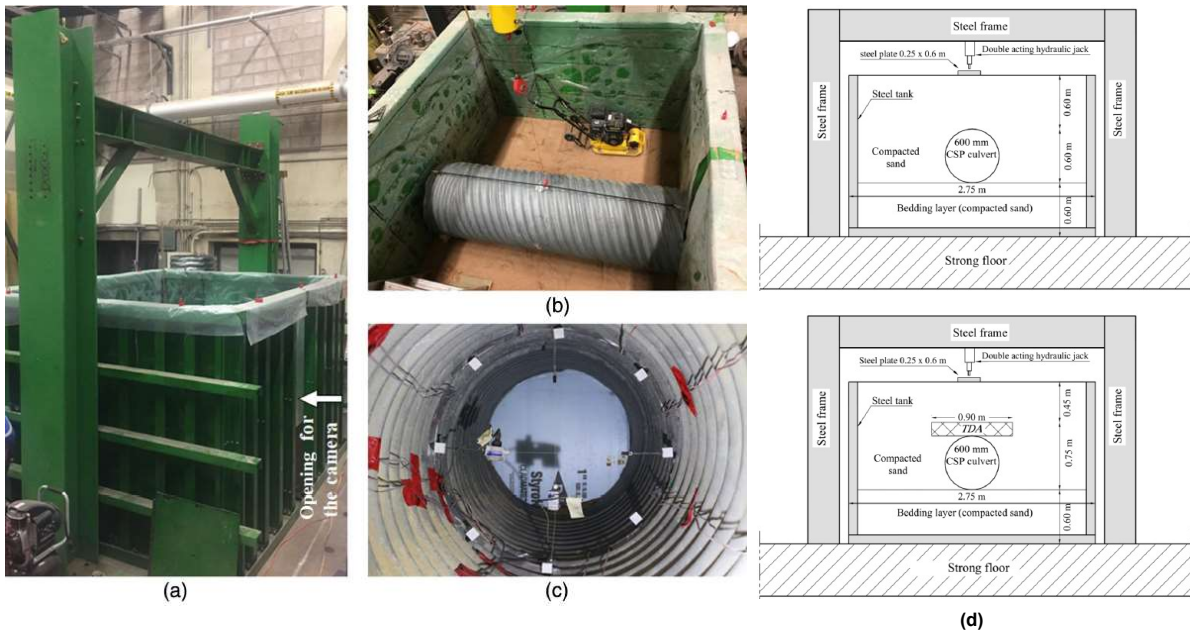 Opening for
the camera
(a)
(b)
Styro
(c)
Steel frame
steel plate 0.25 x 0.6 m
Double acting hydraulic jack
Steel frame
Steel tank
Compacted
sand
600 mm
CSP culvert
0.60 m
0.60 m
2.75 m
Bedding layer (compacted sand)
0.60 m
Steel frame
Strong floor
Steel frame
Steel plate 0.25 x 0.6 m
Double acting hydraulic jack
Steel frame
Steel tank
0.90 m
TDA
Compacted
sand
600 mm
CSP culvert
0.45 m
0.75 m
2.75 m
Bedding layer (compacted sand)
0.60 m
Steel frame
Strong floor
(d)